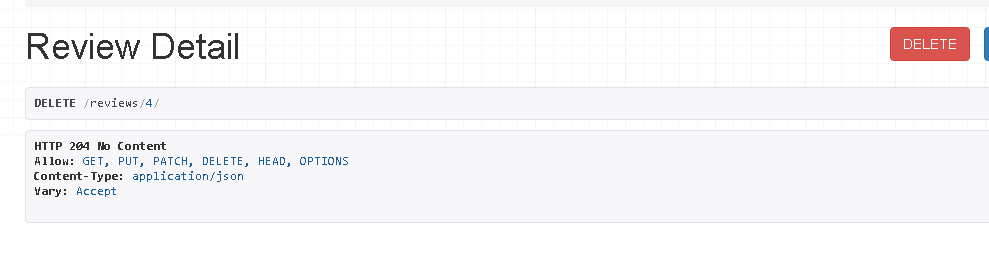 Review Detail
DELETE
DELETE /reviews/4/
HTTP 204 No Content
Allow: GET, PUT, PATCH, DELETE, HEAD, OPTIONS
Content-Type: application/json
Vary: Accept